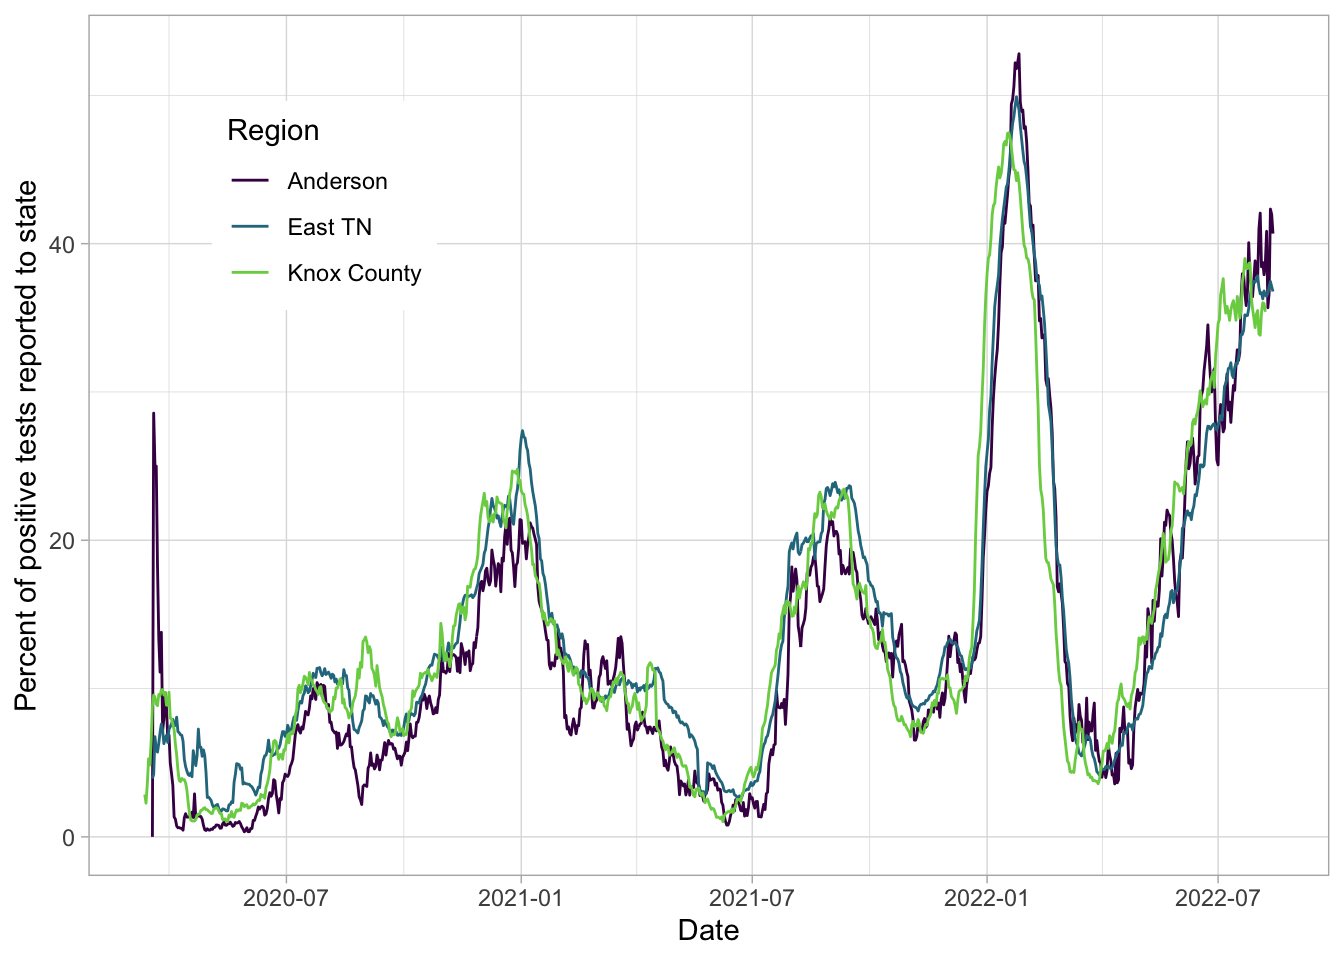 Region
Anderson
East TN
Knox County
Percent of positive tests reported to state
40
20
0
2020-07
2021-01
2021-07
2022-01
2022-07
Date